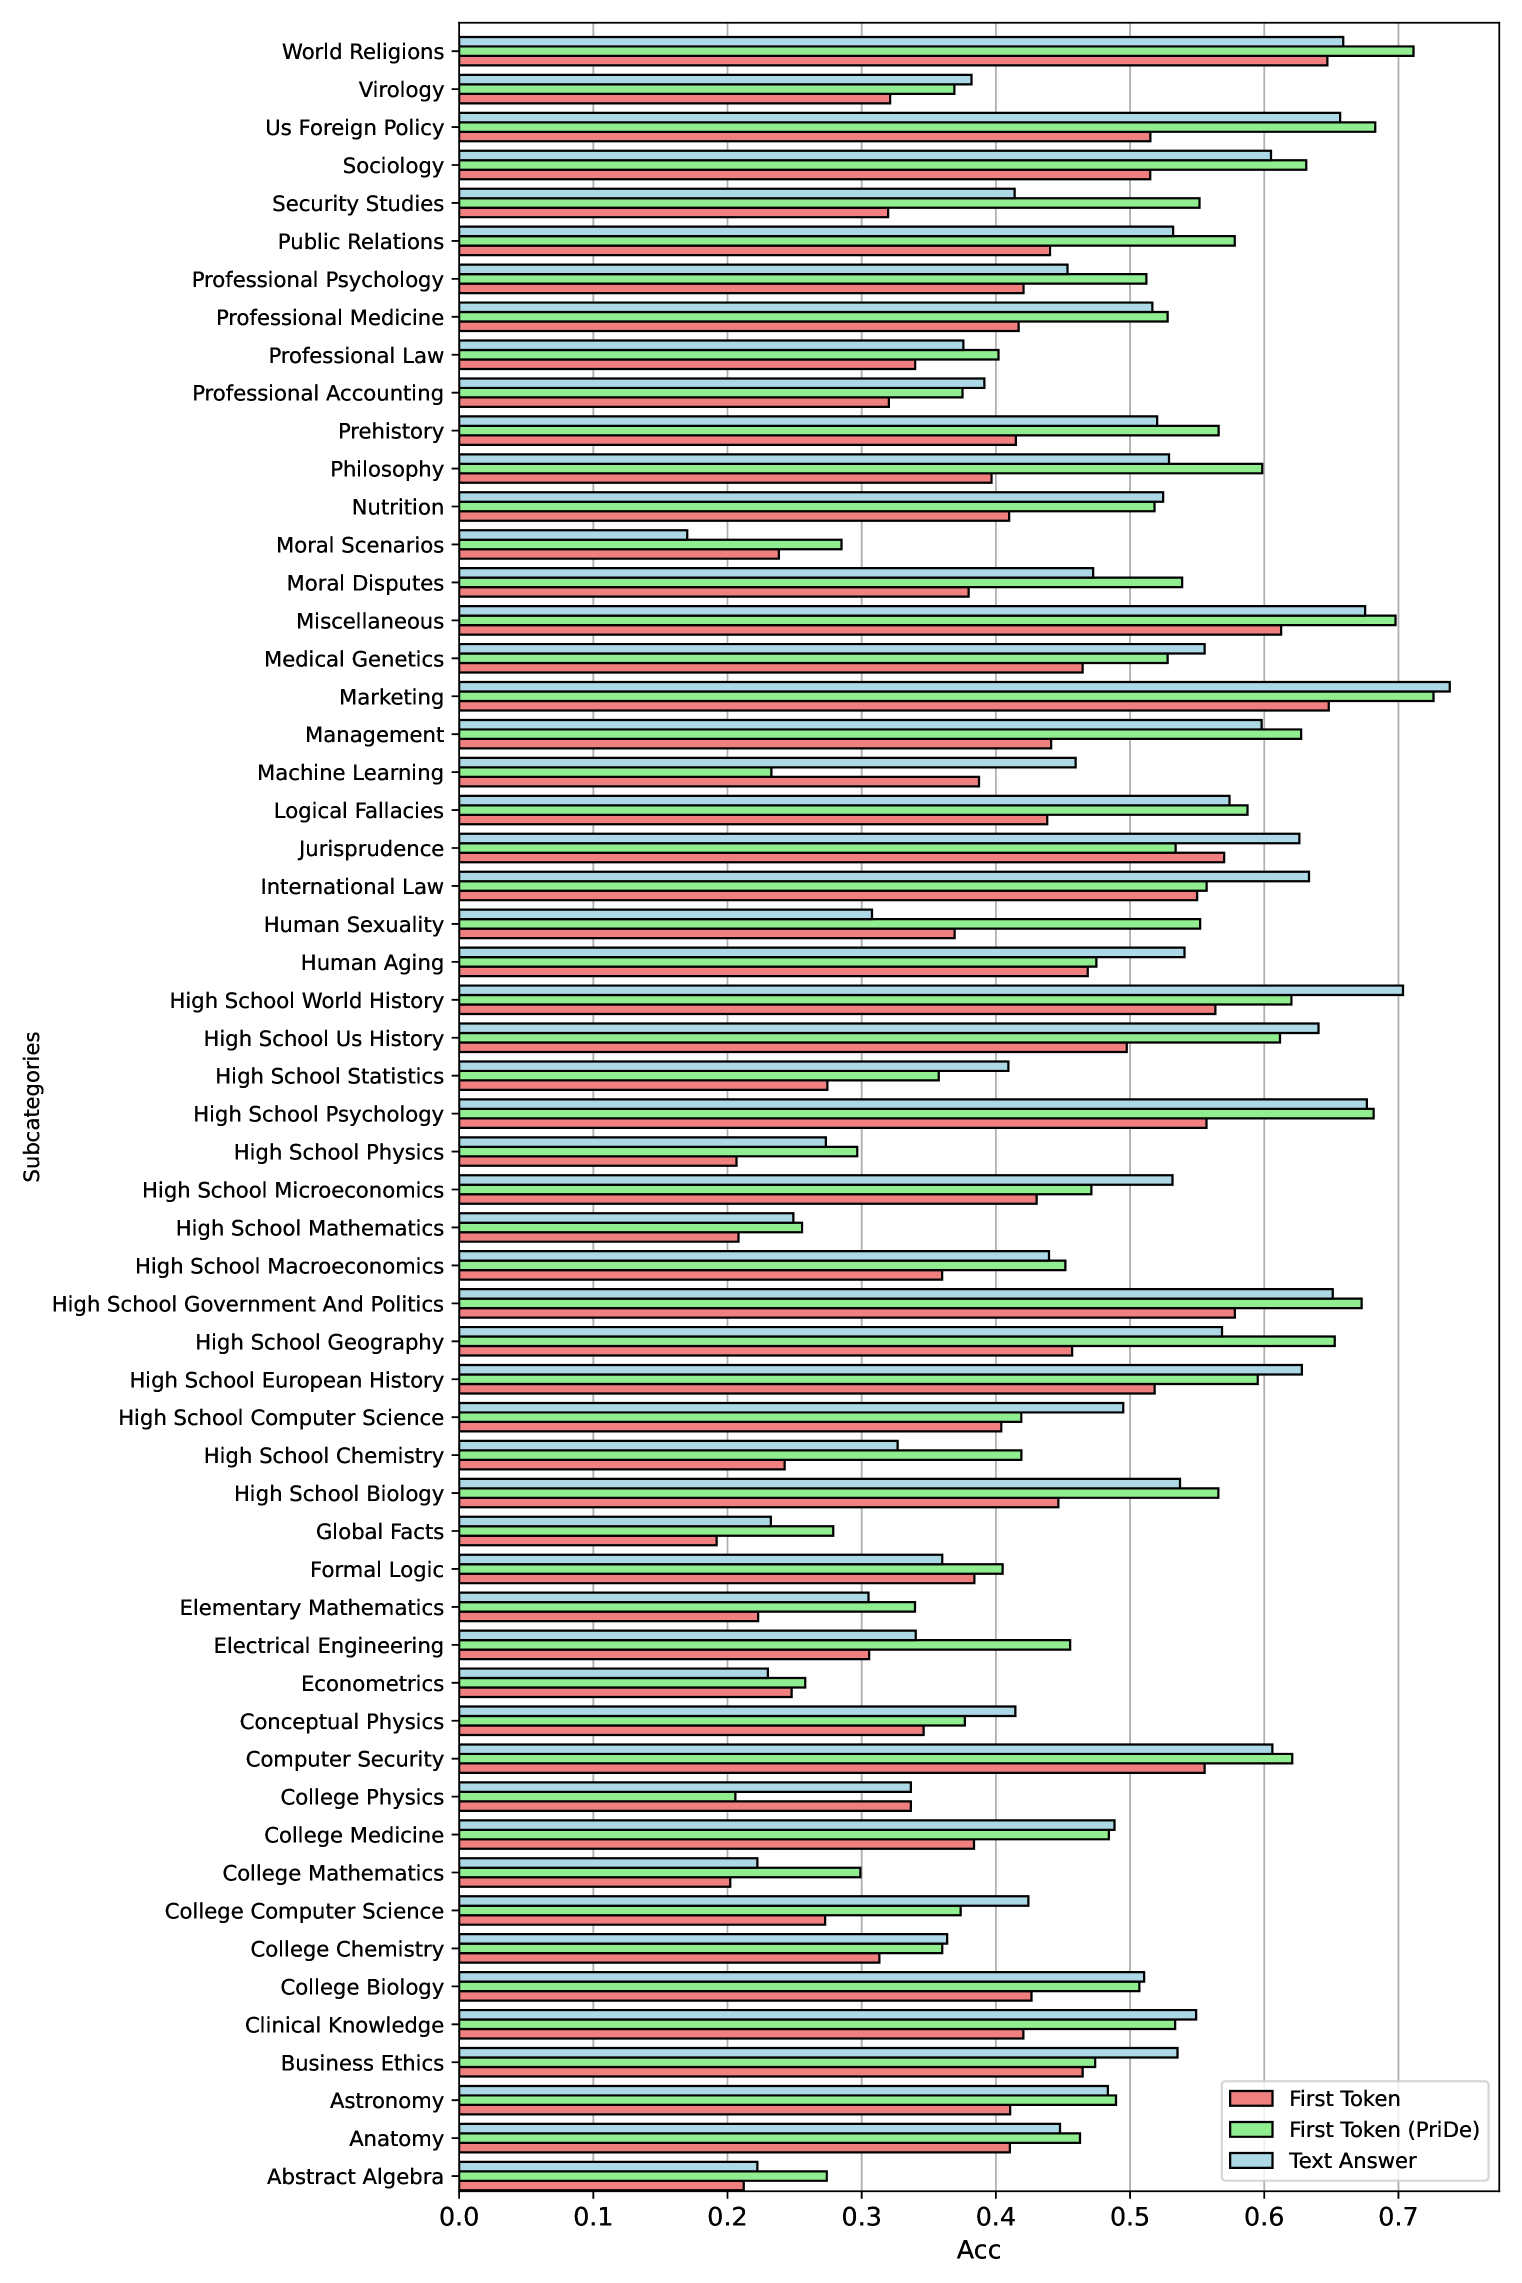 World Religions
Virology
Us Foreign Policy
Sociology
Security Studies
Public Relations
Professional Psychology
Professional Medicine
Professional Law
Professional Accounting
Prehistory
Philosophy
Nutrition
Moral Scenarios
Moral Disputes
Miscellaneous
Medical Genetics
Marketing
Management
Machine Learning
Logical Fallacies
Jurisprudence
International Law
Human Sexuality
Human Aging
High School World History
High School Us History
High School Statistics
High School Psychology
High School Physics
High School Microeconomics
High School Mathematics
High School Macroeconomics
High School Government And Politics
High School Geography
High School European History
High School Computer Science
High School Chemistry
High School Biology
Global Facts
Formal Logic
Elementary Mathematics
Electrical Engineering
Econometrics
Conceptual Physics
Computer Security
College Physics
College Medicine
College Mathematics
College Computer Science
College Chemistry
College Biology
Clinical Knowledge
Business Ethics
Astronomy
Anatomy
Abstract Algebra
Subcategories
First Token
First Token (PriDe)
Text Answer
0.0 0.1 0.2 0.3 0.4 0.5 0.6 0.7
Acc